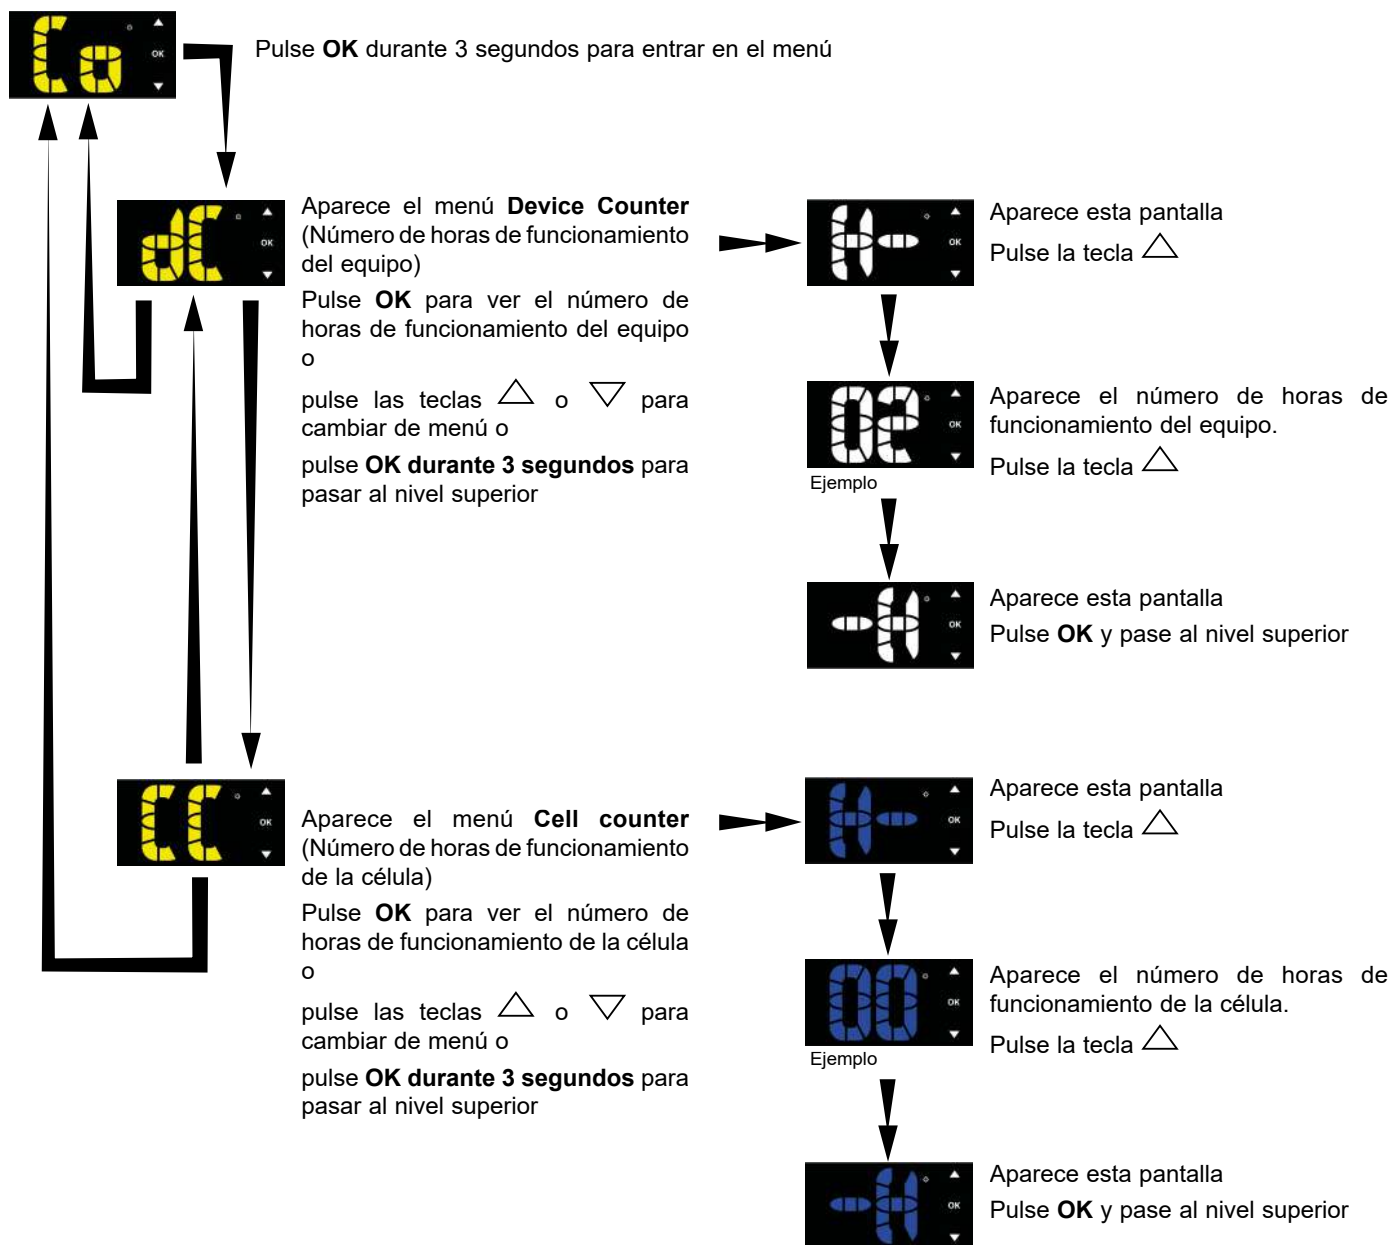 Co
OK
Pulse OK durante 3 segundos para entrar en el menú
dC
OK
Aparece el menú Device Counter
(Número de horas de funcionamiento
del equipo)
Pulse OK para ver el número de
horas de funcionamiento del equipo
o
pulse las teclas △ o ▽ para
cambiar de menú o
pulse OK durante 3 segundos para
pasar al nivel superior
H-
OK
Aparece esta pantalla
Pulse la tecla △
02
OK
Ejemplo
Aparece el número de horas de
funcionamiento del equipo.
Pulse la tecla △
-H
OK
Aparece esta pantalla
Pulse OK y pase al nivel superior
CC
OK
Aparece el menú Cell counter
(Número de horas de funcionamiento
de la célula)
Pulse OK para ver el número de
horas de funcionamiento de la célula
o
pulse las teclas △ o ▽ para
cambiar de menú o
pulse OK durante 3 segundos para
pasar al nivel superior
H-
OK
Aparece esta pantalla
Pulse la tecla △
00
OK
Ejemplo
Aparece el número de horas de
funcionamiento de la célula.
Pulse la tecla △
-H
OK
Aparece esta pantalla
Pulse OK y pase al nivel superior